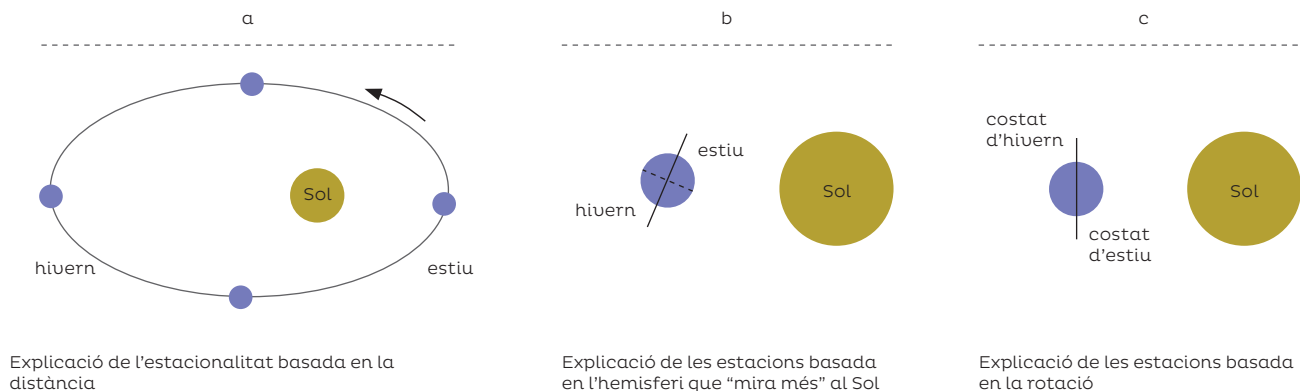 a
Sol
hivern
estiu
Explicació de l'estacionalitat basada en la
distància
b
estiu
hivern
Sol
Explicació de les estacions basada
en l'hemisferi que "mira més" al Sol
c
costat
d'hivern
Sol
costat
d'estiu
Explicació de les estacions basada
en la rotació